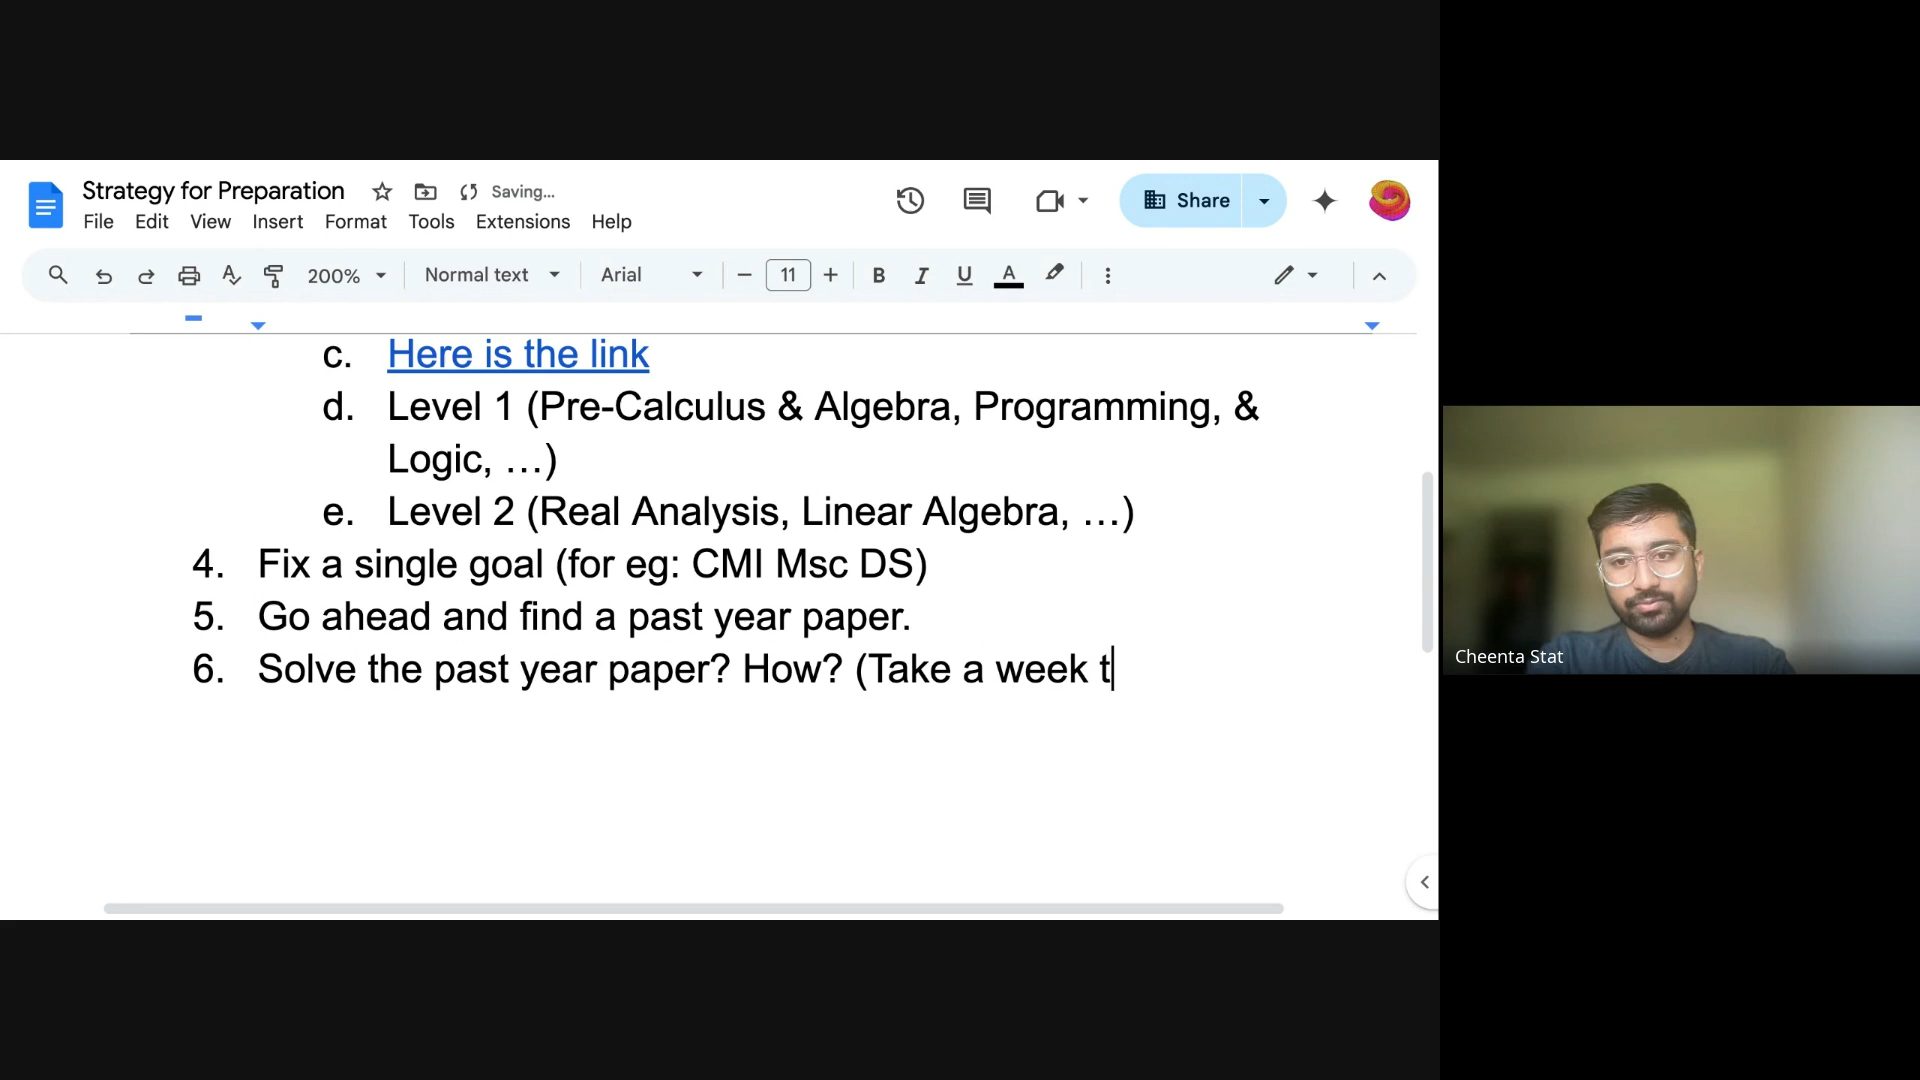 Strategy for Preparation Saving...
File Edit View Insert Format Tools Extensions Help
Share
200% Normal text Arial 11 B I U A
c. Here is the link
d. Level 1 (Pre-Calculus & Algebra, Programming, &
Logic, …)
e. Level 2 (Real Analysis, Linear Algebra, …)
4. Fix a single goal (for eg: CMI Msc DS)
5. Go ahead and find a past year paper.
6. Solve the past year paper? How? (Take a week t
Cheenta Stat